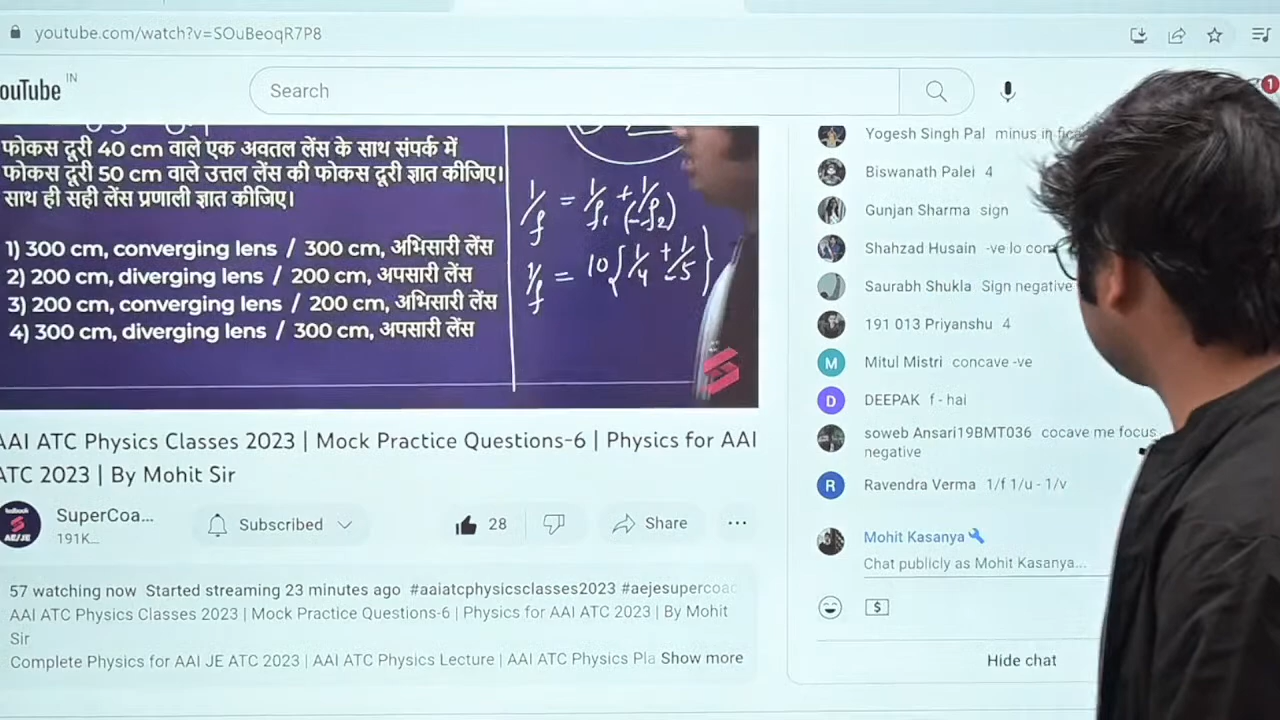 youtube.com/watch?v=SOuBeoqR7P8
ouTube IN
Search
1
फोकस दूरी 40 cm वाले एक अवतल लेंस के साथ संपर्क में
फोकस दूरी 50 cm वाले उत्तल लेंस की फोकस दूरी ज्ञात कीजिए।
साथ ही सही लेंस प्रणाली ज्ञात कीजिए।
1) 300 cm, converging lens / 300 cm, अभिसारी लेंस
2) 200 cm, diverging lens / 200 cm, अपसारी लेंस
3) 200 cm, converging lens / 200 cm, अभिसारी लेंस
4) 300 cm, diverging lens / 300 cm, अपसारी लेंस
1/f = 1/f1 + 1/(-f2)
1/f = 10{1/4 + 1/-5}
AAI ATC Physics Classes 2023 | Mock Practice Questions-6 | Physics for AAI
ATC 2023 | By Mohit Sir
SuperCoa...
191K...
AE/JE
Subscribed
28
Share
57 watching now Started streaming 23 minutes ago #aaiatcphysicsclasses2023 #aejesupercoac
AAI ATC Physics Classes 2023 | Mock Practice Questions-6 | Physics for AAI ATC 2023 | By Mohit
Sir
Complete Physics for AAI JE ATC 2023 | AAI ATC Physics Lecture | AAI ATC Physics Pla Show more
Yogesh Singh Pal minus in
Biswanath Palei 4
Gunjan Sharma sign
Shahzad Husain -ve lo
Saurabh Shukla Sign negative
191 013 Priyanshu 4
M Mitul Mistri concave -ve
D DEEPAK f - hai
soweb Ansari19BMT036 cocave me focus
negative
R Ravendra Verma 1/f 1/u - 1/v
Mohit Kasanya
Chat publicly as Mohit Kasanya...
$
Hide chat